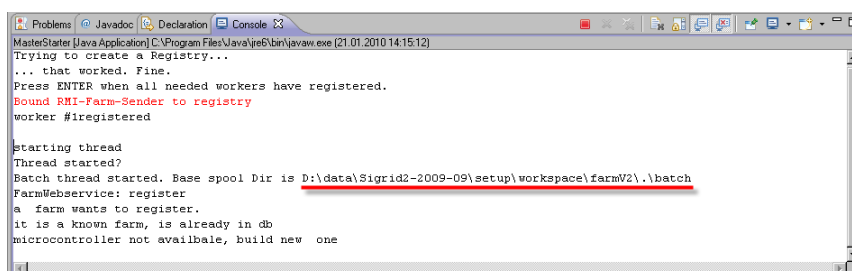 Problems @ Javadoc Declaration Console
MasterStarter [Java Application] C:\Program Files\Java\jre6\bin\javaw.exe (21.01.2010 14:15:12)
Trying to create a Registry...
... that worked. Fine.
Press ENTER when all needed workers have registered.
Bound RMI-Farm-Sender to registry
worker #1registered
starting thread
Thread started?
Batch thread started. Base spool Dir is D:\data\Sigrid2-2009-09\setup\workspace\farmV2\.\batch
FarmWebservice: register
a  farm wants to register.
it is a known farm, is already in db
microcontroller not availbale, build new  one